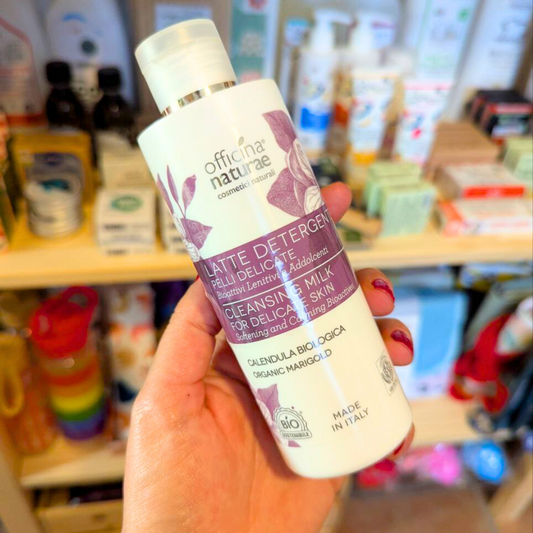 officina
naturae
cosmetici naturali
LATTE DETERGENT
PELLI DELICATE
Bioattivi Lenitivi e Addolcenti
CLEANSING MILK
FOR DELICATE SKIN
Softening and Calming Bioactives
CALENDULA BIOLOGICA
ORGANIC MARIGOLD
BIO
MADE
IN ITALY